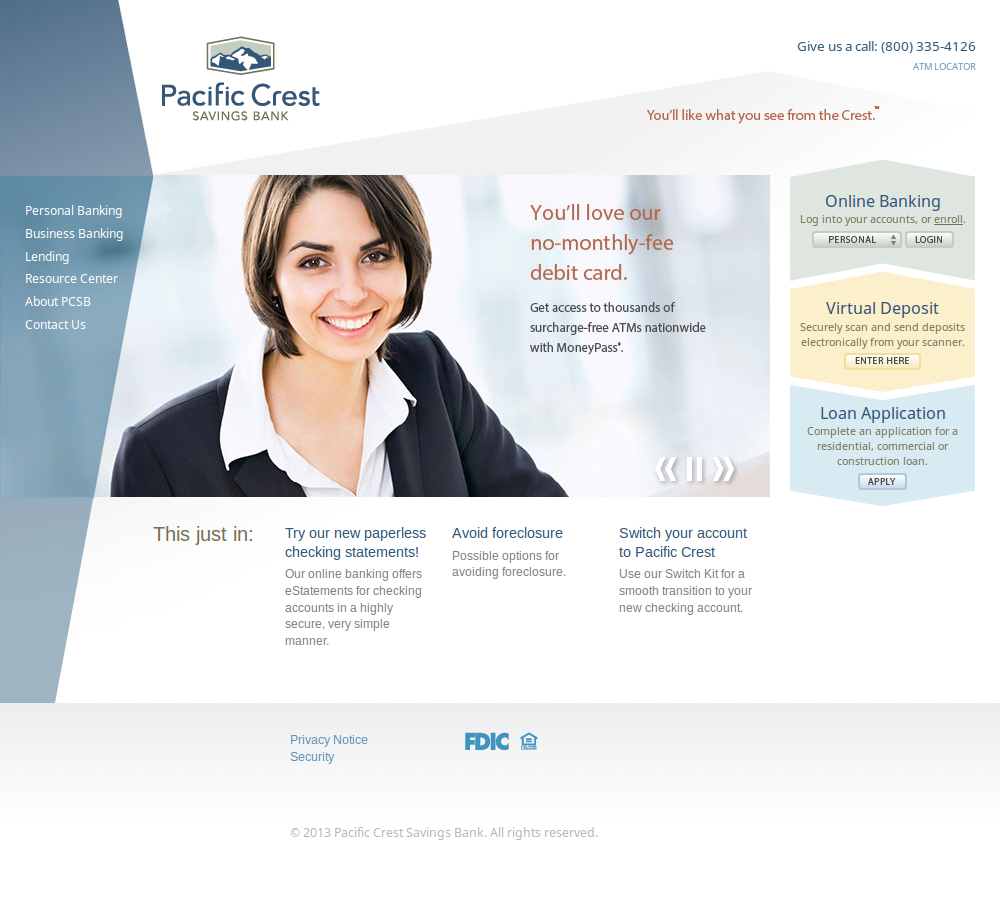 Give us a call: (800) 335-4126
ATM LOCATOR
Pacific Crest
SAVINGS BANK
You'll like what you see from the Crest.™
Personal Banking
Business Banking
Lending
Resource Center
About PCSB
Contact Us
You'll love our
no-monthly-fee
debit card.
Get access to thousands of
surcharge-free ATMs nationwide
with MoneyPass®.
Online Banking
Log into your accounts, or enroll.
PERSONAL LOGIN
Virtual Deposit
Securely scan and send deposits
electronically from your scanner.
ENTER HERE
Loan Application
Complete an application for a
residential, commercial or
construction loan.
APPLY
This just in:
Try our new paperless
checking statements!
Our online banking offers
eStatements for checking
accounts in a highly
secure, very simple
manner.
Avoid foreclosure
Possible options for
avoiding foreclosure.
Switch your account
to Pacific Crest
Use our Switch Kit for a
smooth transition to your
new checking account.
Privacy Notice
Security
FDIC
© 2013 Pacific Crest Savings Bank. All rights reserved.